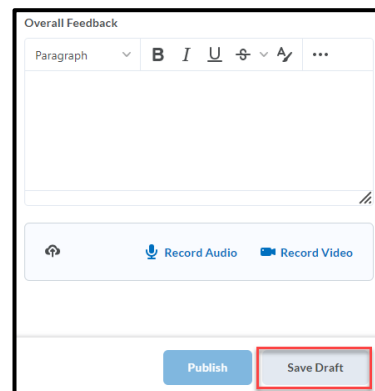 Overall Feedback
Paragraph B I U S A ...
Record Audio Record Video
Publish Save Draft